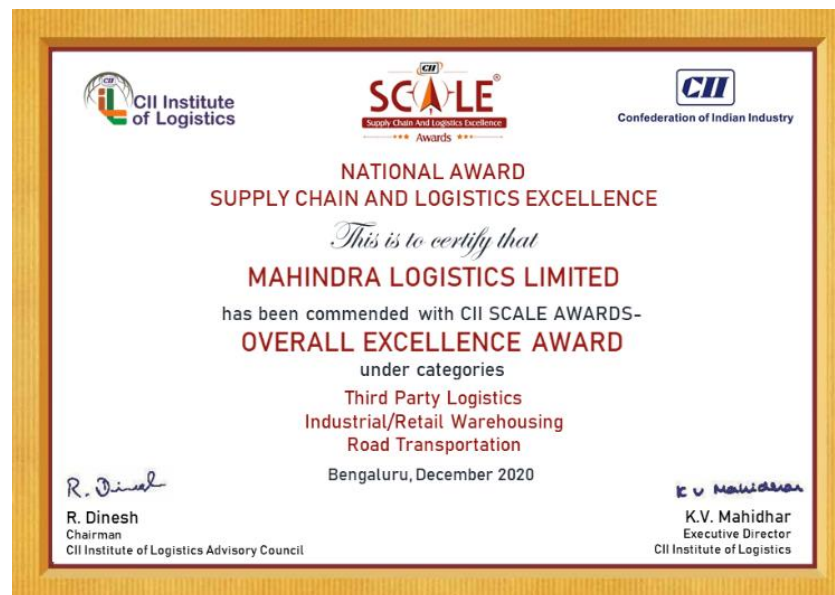 CII
CII Institute
of Logistics
CII
SCALE®
Supply Chain And Logistics Excellence
Awards
CII
Confederation of Indian Industry
NATIONAL AWARD
SUPPLY CHAIN AND LOGISTICS EXCELLENCE
This is to certify that
MAHINDRA LOGISTICS LIMITED
has been commended with CII SCALE AWARDS-
OVERALL EXCELLENCE AWARD
under categories
Third Party Logistics
Industrial/Retail Warehousing
Road Transportation
Bengaluru, December 2020
R. Dinesh
R. Dinesh
Chairman
CII Institute of Logistics Advisory Council
K V Mahidhar
K.V. Mahidhar
Executive Director
CII Institute of Logistics